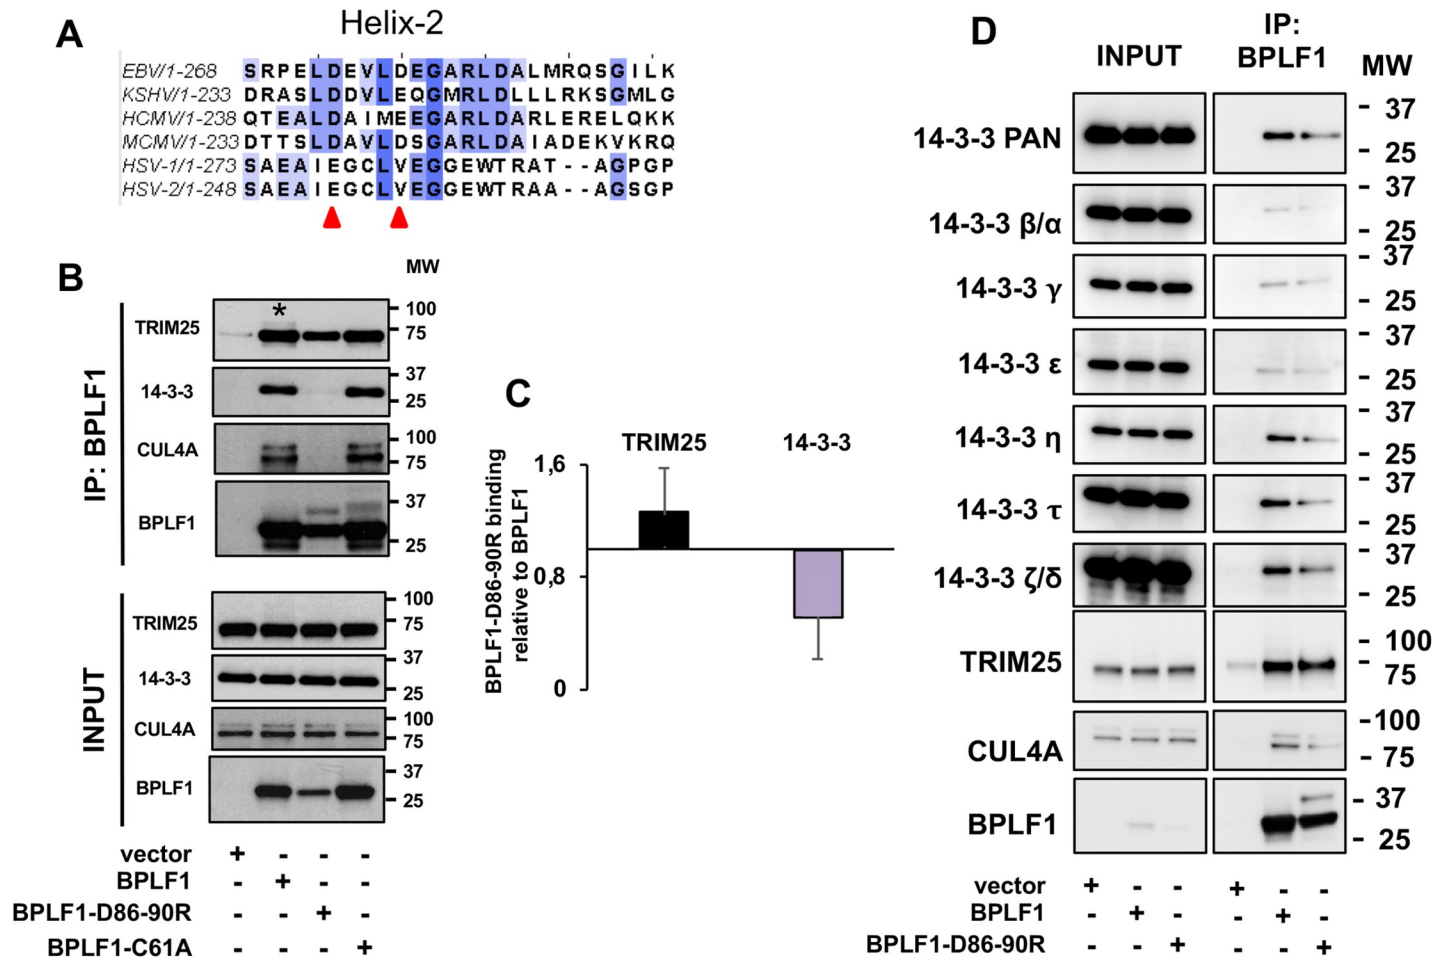 A
Helix-2
EBV/1-268 SRPELDEVLDEGARLDALMRQSGILK
KSHV/1-233 DRASLDDVLEQGMRLDLLLRKSGMLG
HCMV/1-238 QTEALDAIMEEGARLDARLERELQKK
MCMV/1-233 DTTSLDAVLDSGARLDAIADEKVKRQ
HSV-1/1-273 SAEAIEGCLVEGGEWTRAT--AGPGP
HSV-2/1-248 SAEAIEGCLVEGGEWTRAA--AGSGP
B
MW
IP: BPLF1
TRIM25 * - 100
- 75
14-3-3 - 37
- 25
CUL4A - 100
- 75
BPLF1 - 37
- 25
INPUT
TRIM25 - 100
- 75
14-3-3 - 37
- 25
CUL4A - 100
- 75
BPLF1 - 37
- 25
vector + - - -
BPLF1 - + - -
BPLF1-D86-90R - - + -
BPLF1-C61A - - - +
C
BPLF1-D86-90R binding
relative to BPLF1
TRIM25 14-3-3
1,6
0,8
0
D
INPUT
IP:
BPLF1
MW
14-3-3 PAN - 37
- 25
14-3-3 β/α - 37
- 25
14-3-3 γ - 37
- 25
14-3-3 ε - 37
- 25
14-3-3 η - 37
- 25
14-3-3 τ - 37
- 25
14-3-3 ζ/δ - 37
- 25
TRIM25 - 100
- 75
CUL4A -100
- 75
BPLF1 - 37
- 25
vector + - - + - -
BPLF1 - + - - + -
BPLF1-D86-90R - - + - - +